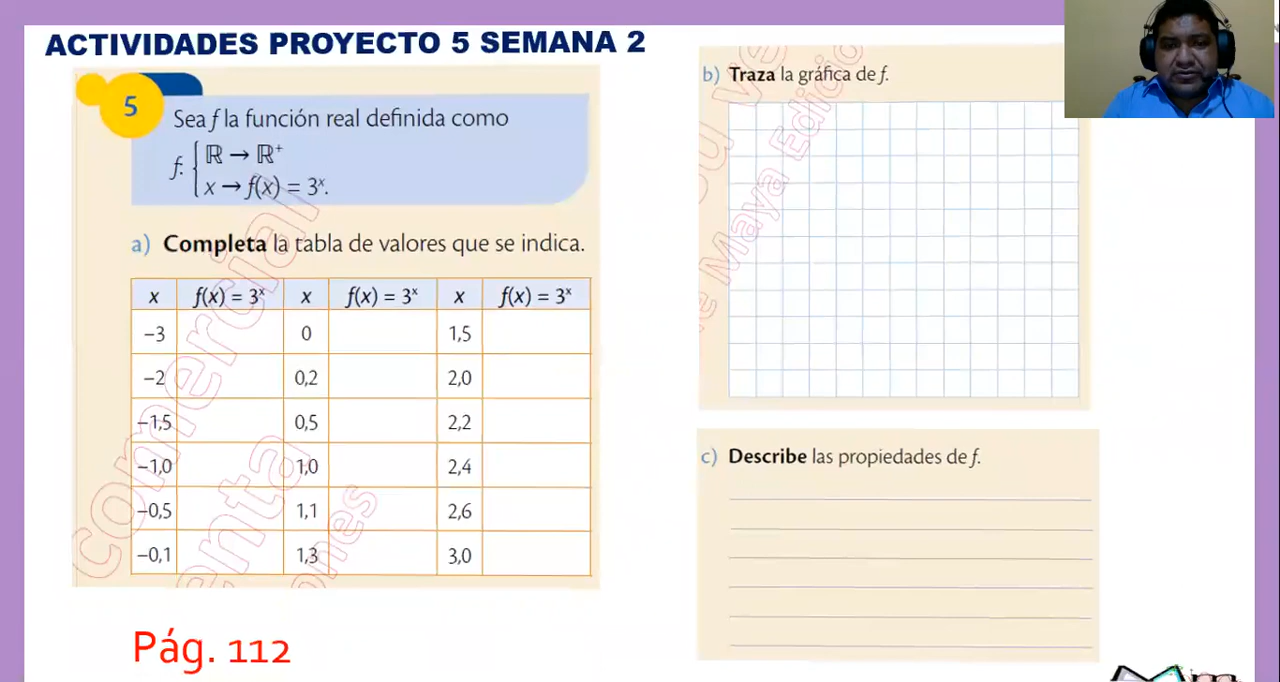 ACTIVIDADES PROYECTO 5 SEMANA 2
5
Sea f la función real definida como
f: { ℝ → ℝ⁺
x → f(x) = 3ˣ.
a) Completa la tabla de valores que se indica.
x f(x) = 3ˣ x f(x) = 3ˣ x f(x) = 3ˣ
−3 0 1,5
−2 0,2 2,0
−1,5 0,5 2,2
−1,0 1,0 2,4
−0,5 1,1 2,6
−0,1 1,3 3,0
Pág. 112
b) Traza la gráfica de f.
c) Describe las propiedades de f.
comercial